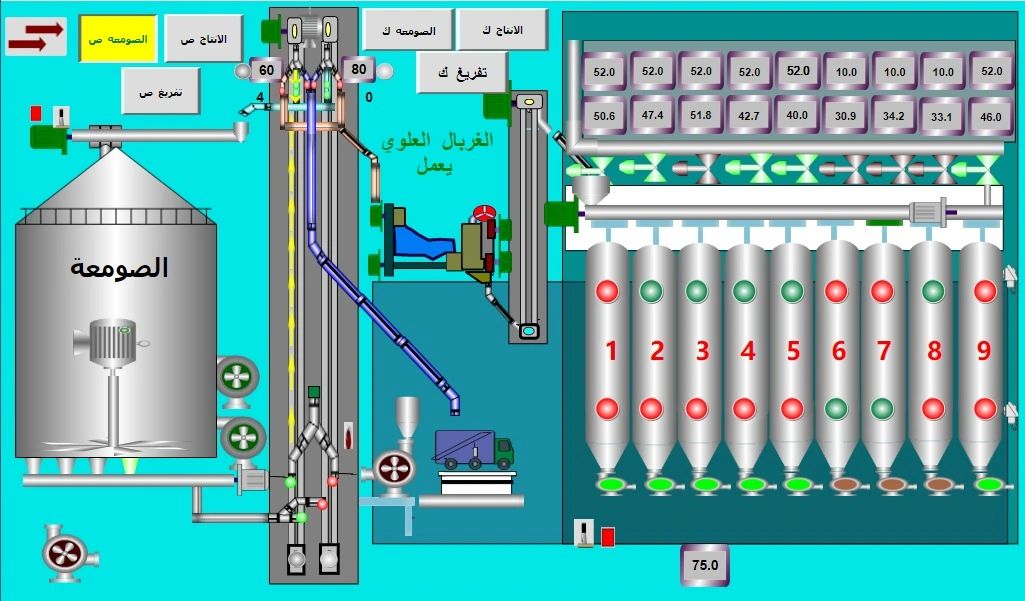 الصومعه ص
الانتاج ص
الصومعه ك
الانتاج ك
تفريغ ص
تفريغ ك
60
80
4
0
الغربال العلوي
يعمل
52.0 52.0 52.0 52.0 52.0 10.0 10.0 10.0 52.0
50.6 47.4 51.8 42.7 40.0 30.9 34.2 33.1 46.0
الصومعة
1 2 3 4 5 6 7 8 9
75.0